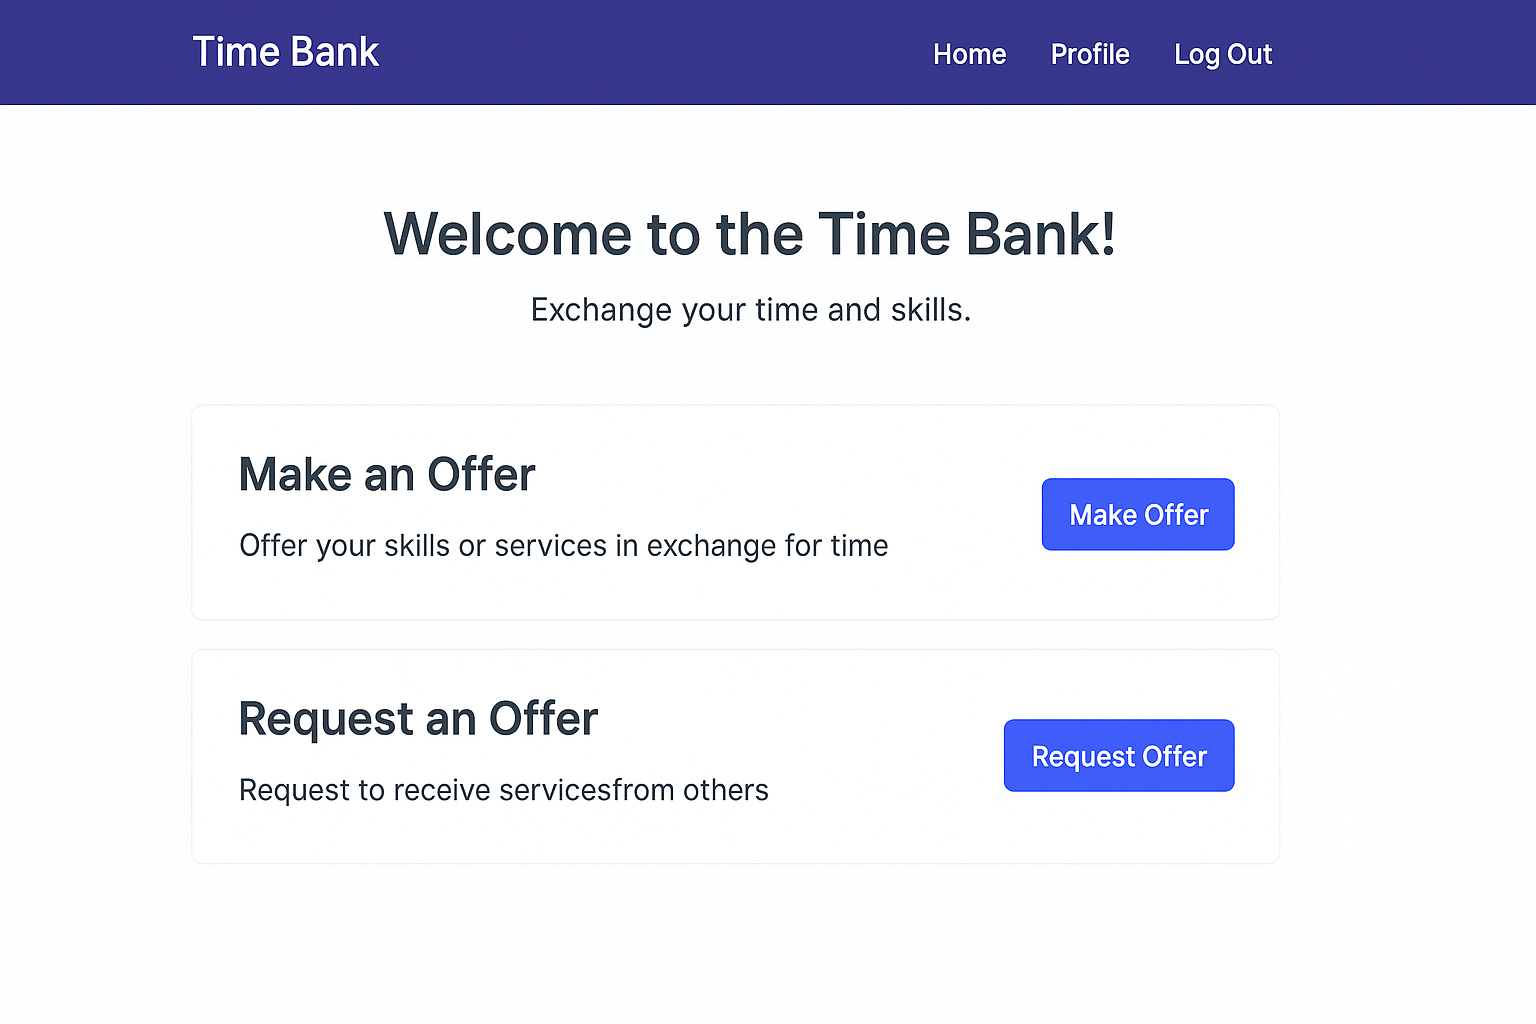 Time Bank
Home Profile Log Out
Welcome to the Time Bank!
Exchange your time and skills.
Make an Offer
Offer your skills or services in exchange for time
Make Offer
Request an Offer
Request to receive servicesfrom others
Request Offer